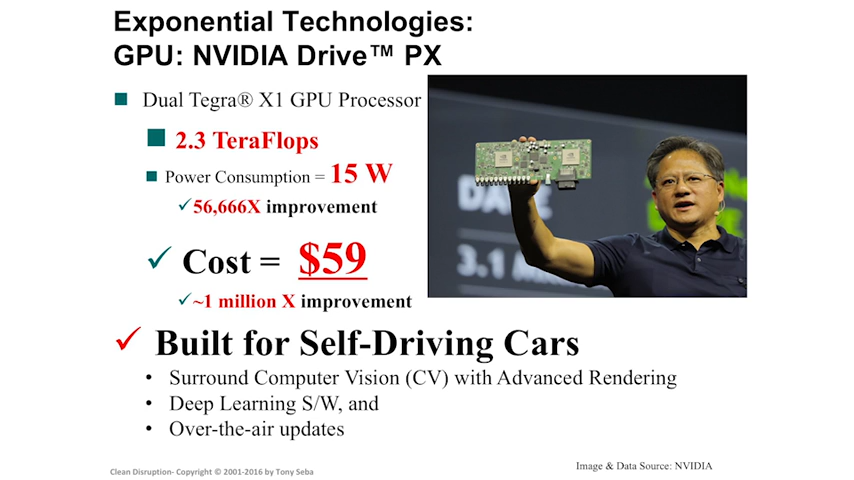 Exponential Technologies:
GPU: NVIDIA Drive™ PX
Dual Tegra® X1 GPU Processor
2.3 TeraFlops
Power Consumption = 15 W
56,666X improvement
Cost = $59
~1 million X improvement
3.1
Built for Self-Driving Cars
Surround Computer Vision (CV) with Advanced Rendering
Deep Learning S/W, and
Over-the-air updates
Clean Disruption- Copyright © 2001-2016 by Tony Seba
Image & Data Source: NVIDIA